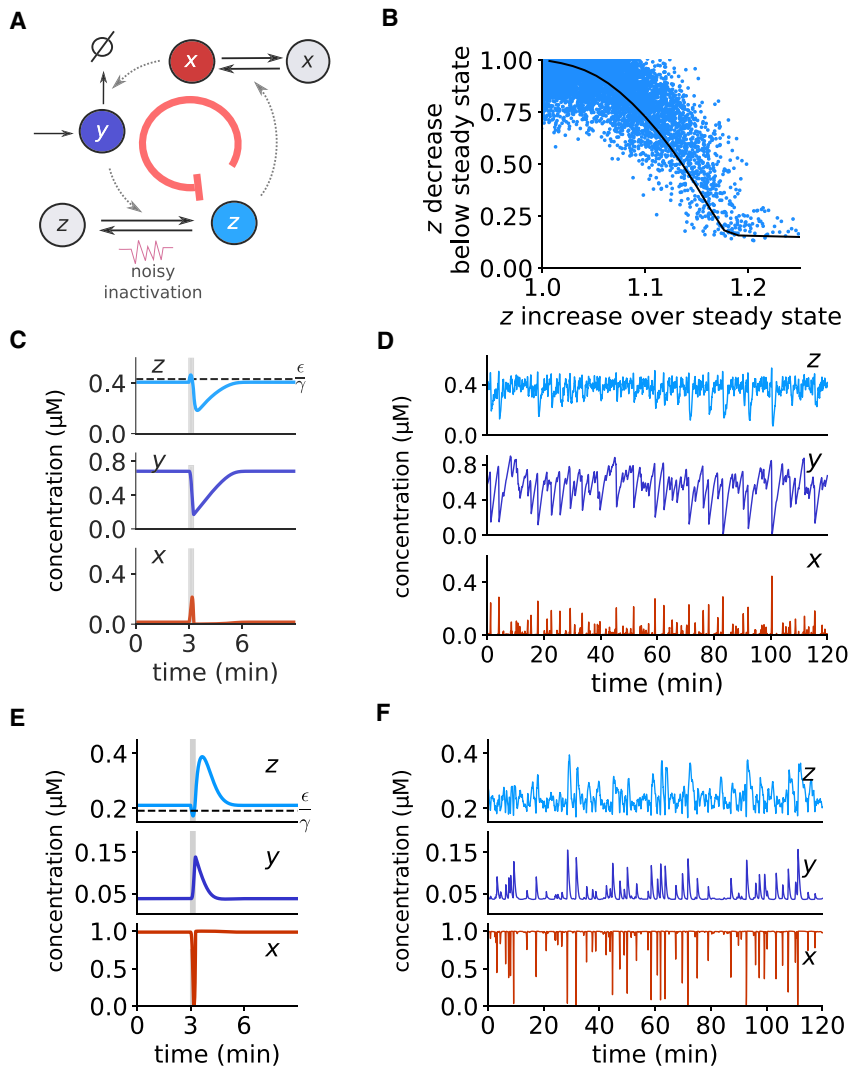 A
∅
x
x
y
z
z
noisy
inactivation
B
z decrease
below steady state
1.00
0.75
0.50
0.25
0.00
1.0
1.1
1.2
z increase over steady state
C
concentration (μM)
z
ϵ/γ
0.4
0.0
y
0.8
0.0
x
0.4
0.0
0
3
6
time (min)
D
concentration (μM)
z
0.4
0.0
y
0.8
0.4
0.0
x
0.4
0.0
0
20
40
60
80
100
120
time (min)
E
concentration (μM)
z
0.4
0.2
ϵ/γ
y
0.15
0.05
x
1.0
0.5
0.0
0
3
6
time (min)
F
concentration (μM)
z
0.4
0.2
y
0.15
0.05
x
1.0
0.5
0.0
0
20
40
60
80
100
120
time (min)